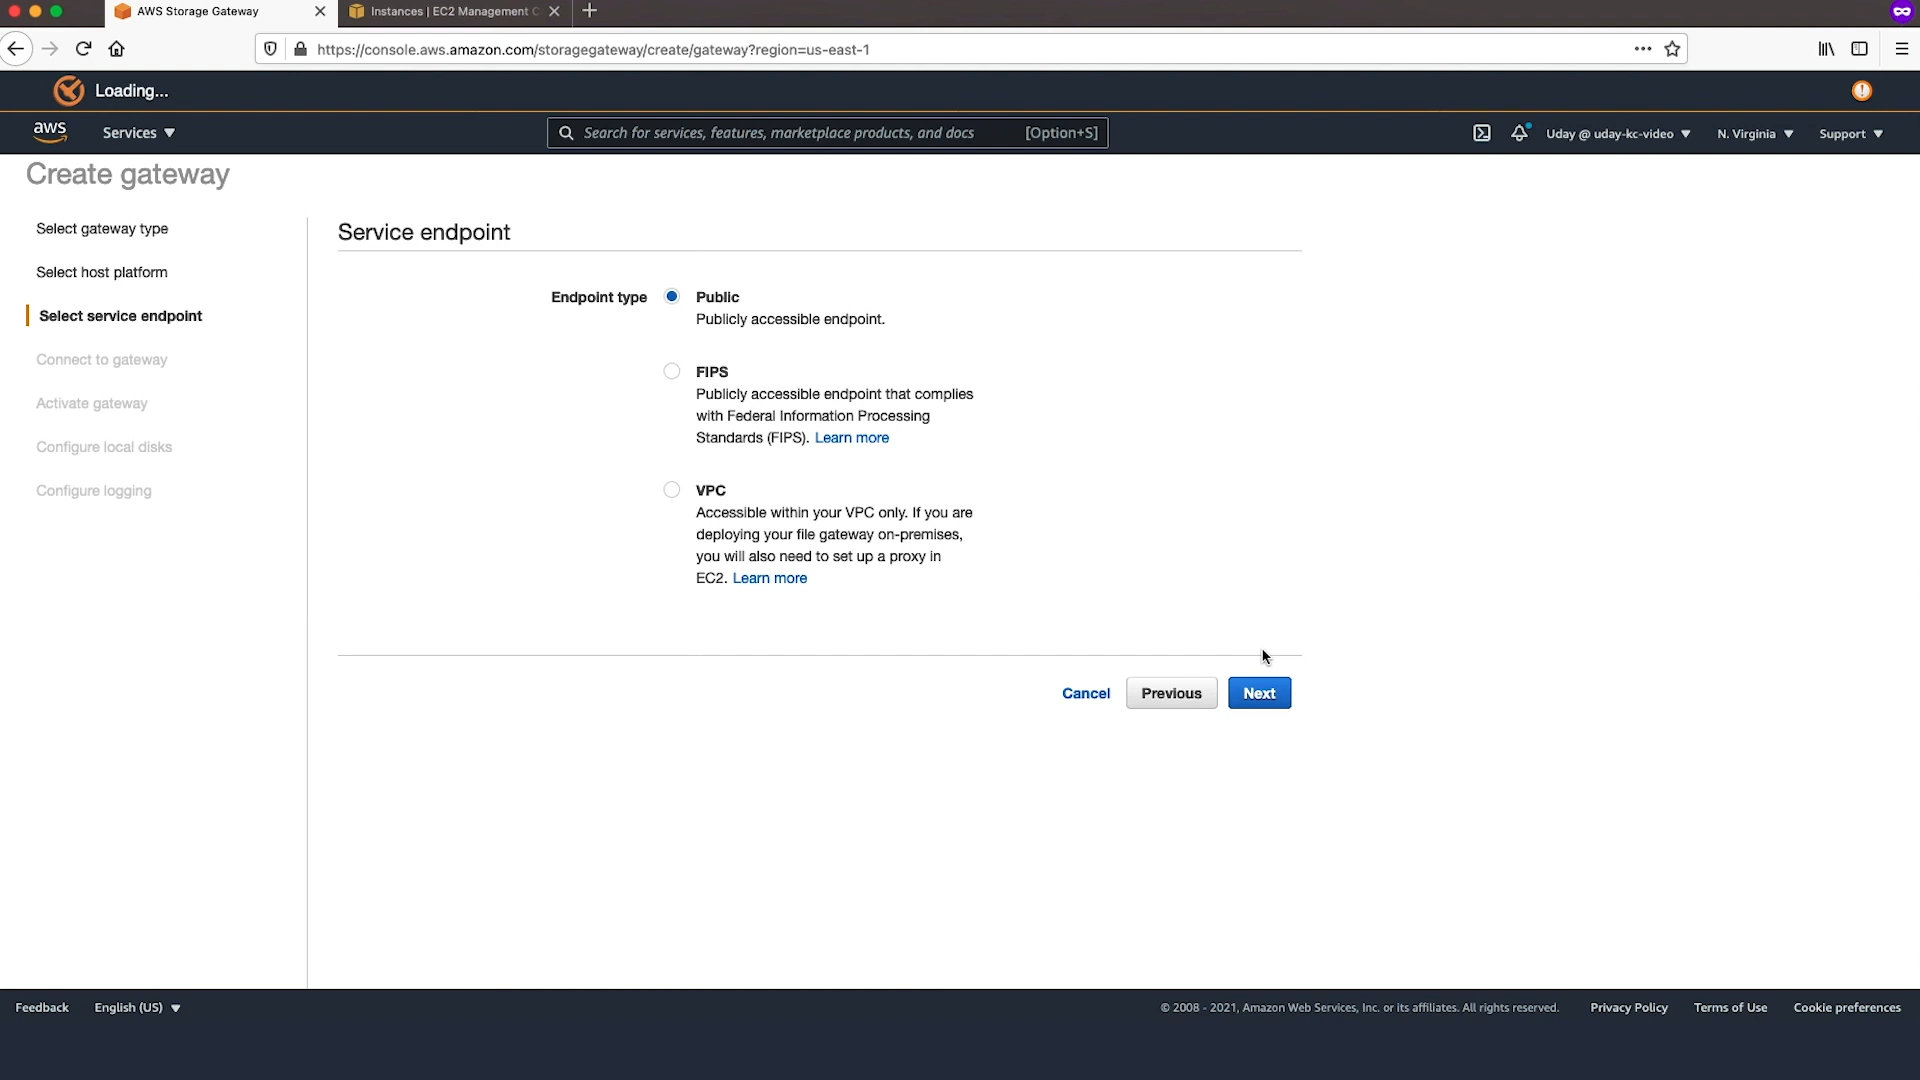 AWS Storage Gateway
Instances | EC2 Management C
https://console.aws.amazon.com/storagegateway/create/gateway?region=us-east-1
Loading...
aws
Services
Search for services, features, marketplace products, and docs
[Option+S]
Uday @ uday-kc-video
N. Virginia
Support
Create gateway
Select gateway type
Select host platform
Select service endpoint
Connect to gateway
Activate gateway
Configure local disks
Configure logging
Service endpoint
Endpoint type
Public
Publicly accessible endpoint.
FIPS
Publicly accessible endpoint that complies
with Federal Information Processing
Standards (FIPS). Learn more
VPC
Accessible within your VPC only. If you are
deploying your file gateway on-premises,
you will also need to set up a proxy in
EC2. Learn more
Cancel
Previous
Next
Feedback
English (US)
© 2008 - 2021, Amazon Web Services, Inc. or its affiliates. All rights reserved.
Privacy Policy
Terms of Use
Cookie preferences